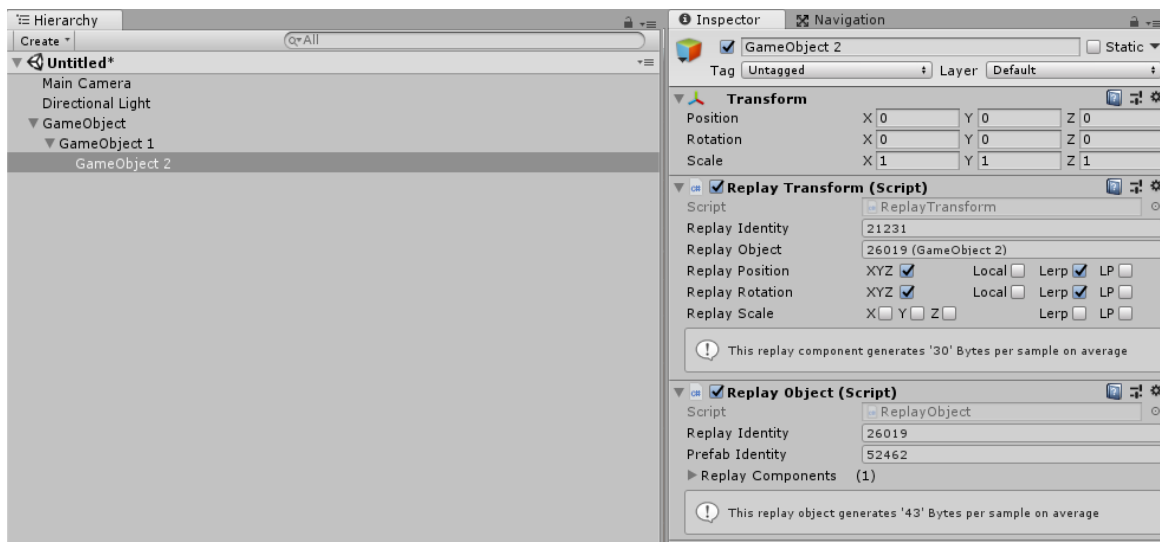 Hierarchy
Create
All
Untitled*
Main Camera
Directional Light
GameObject
GameObject 1
GameObject 2
Inspector
Navigation
GameObject 2
Static
Tag Untagged Layer Default
Transform
Position X 0 Y 0 Z 0
Rotation X 0 Y 0 Z 0
Scale X 1 Y 1 Z 1
Replay Transform (Script)
Script ReplayTransform
Replay Identity 21231
Replay Object 26019 (GameObject 2)
Replay Position XYZ Local Lerp LP
Replay Rotation XYZ Local Lerp LP
Replay Scale X Y Z Lerp LP
This replay component generates '30' Bytes per sample on average
Replay Object (Script)
Script ReplayObject
Replay Identity 26019
Prefab Identity 52462
Replay Components (1)
This replay object generates '43' Bytes per sample on average